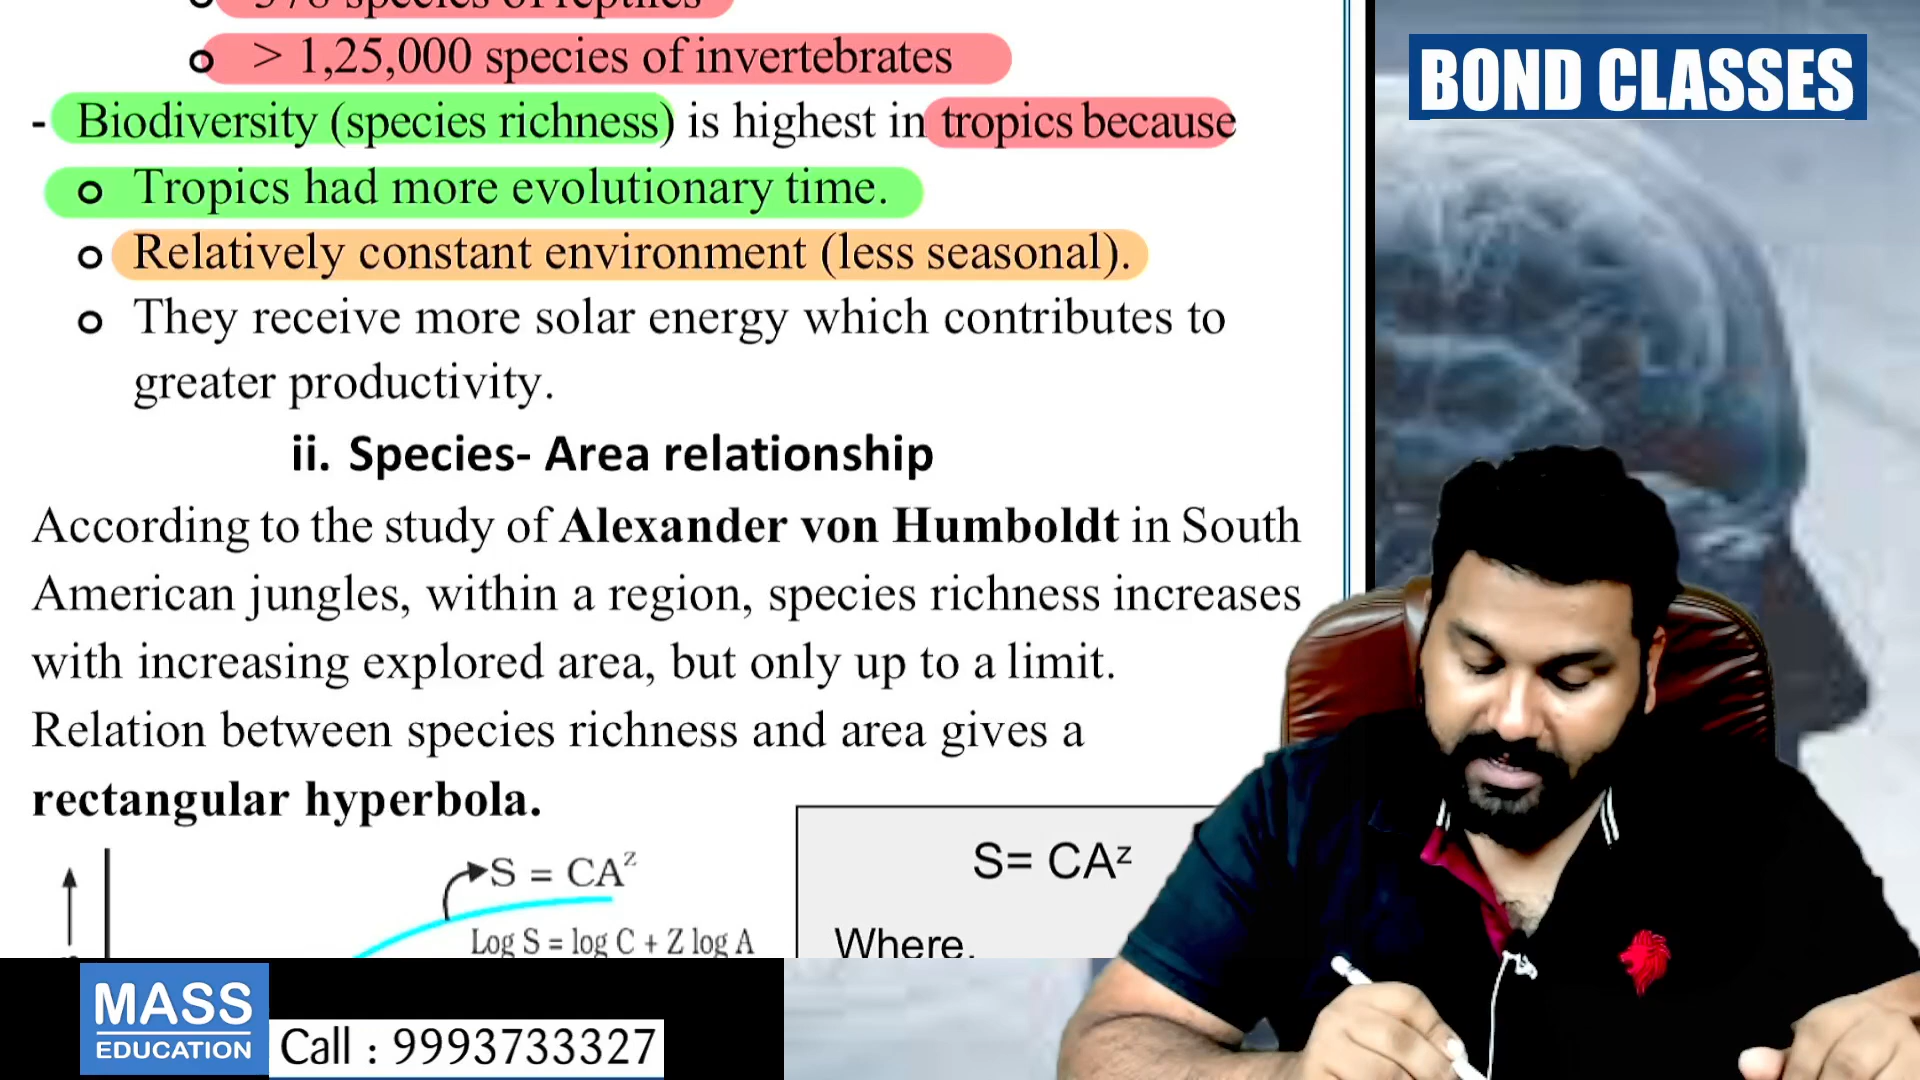 378 species of reptiles
o > 1,25,000 species of invertebrates
- Biodiversity (species richness) is highest in tropics because
o Tropics had more evolutionary time.
o Relatively constant environment (less seasonal).
o They receive more solar energy which contributes to
greater productivity.
ii. Species- Area relationship
According to the study of Alexander von Humboldt in South
American jungles, within a region, species richness increases
with increasing explored area, but only up to a limit.
Relation between species richness and area gives a
rectangular hyperbola.
S = CA^z
Log S = log C + Z log A
S= CA^z
Where,
BOND CLASSES
MASS
EDUCATION
Call : 9993733327